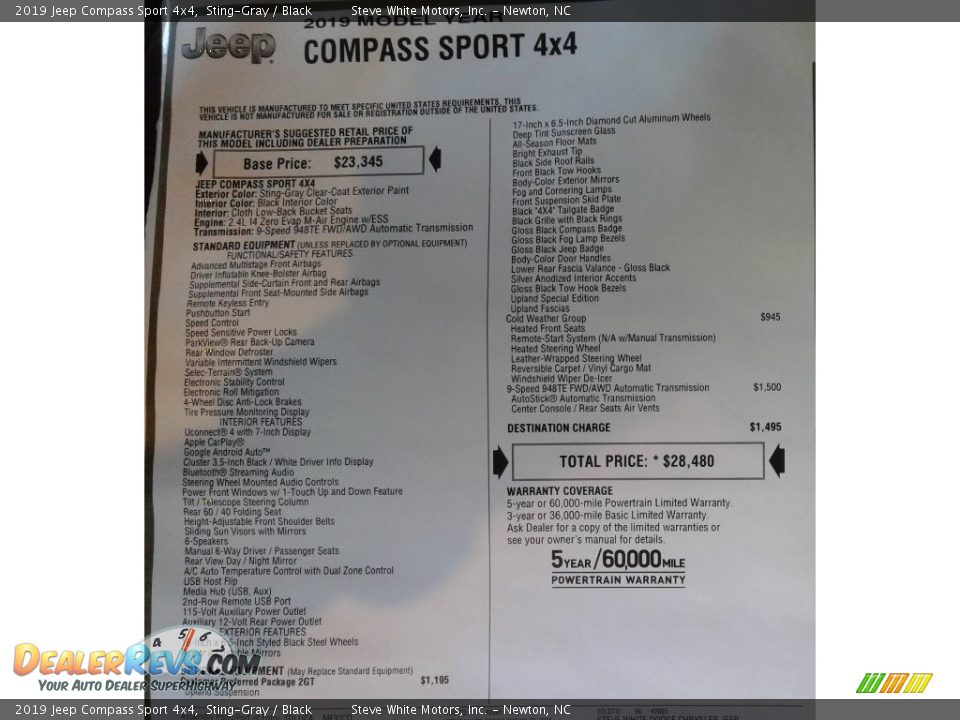 2019 Jeep Compass Sport 4x4, Sting-Gray / Black Steve White Motors, Inc. - Newton, NC
Jeep
2019 MODEL YEAR
COMPASS SPORT 4x4
THIS VEHICLE IS MANUFACTURED TO MEET SPECIFIC UNITED STATES REQUIREMENTS. THIS
VEHICLE IS NOT MANUFACTURED FOR SALE OR REGISTRATION OUTSIDE OF THE UNITED STATES.
MANUFACTURER'S SUGGESTED RETAIL PRICE OF
THIS MODEL INCLUDING DEALER PREPARATION
Base Price: $23,345
JEEP COMPASS SPORT 4X4
Exterior Color: Sting-Gray Clear-Coat Exterior Paint
Interior Color: Black Interior Color
Interior: Cloth Low-Back Bucket Seats
Engine: 2.4L I4 Zero Evap M-Air Engine w/ESS
Transmission: 9-Speed 948TE FWD/AWD Automatic Transmission
STANDARD EQUIPMENT (UNLESS REPLACED BY OPTIONAL EQUIPMENT)
FUNCTIONAL/SAFETY FEATURES
Advanced Multistage Front Airbags
Driver Inflatable Knee-Bolster Airbag
Supplemental Side-Curtain Front and Rear Airbags
Supplemental Front Seat-Mounted Side Airbags
Remote Keyless Entry
Pushbutton Start
Speed Control
Speed Sensitive Power Locks
ParkView® Rear Back-Up Camera
Rear Window Defroster
Variable Intermittent Windshield Wipers
Selec-Terrain® System
Electronic Stability Control
Electronic Roll Mitigation
4-Wheel Disc Anti-Lock Brakes
Tire Pressure Monitoring Display
INTERIOR FEATURES
Uconnect® 4 with 7-Inch Display
Apple CarPlay®
Google Android Auto™
Cluster 3.5-Inch Black / White Driver Info Display
Bluetooth® Streaming Audio
Steering Wheel Mounted Audio Controls
Power Front Windows w/ 1-Touch Up and Down Feature
Tilt / Telescope Steering Column
Rear 60 / 40 Folding Seat
Height-Adjustable Front Shoulder Belts
Sliding Sun Visors with Mirrors
6-Speakers
Manual 6-Way Driver / Passenger Seats
Rear View Day / Night Mirror
A/C Auto Temperature Control with Dual Zone Control
USB Host Flip
Media Hub (USB, Aux)
2nd-Row Remote USB Port
115-Volt Auxiliary Power Outlet
Auxiliary 12-Volt Rear Power Outlet
EXTERIOR FEATURES
-Inch Styled Black Steel Wheels
Mirrors
(May Replace Standard Equipment)
Preferred Package 2GT $1,195
Upland Suspension
17-Inch x 6.5-Inch Diamond Cut Aluminum Wheels
Deep Tint Sunscreen Glass
All-Season Floor Mats
Bright Exhaust Tip
Black Side Roof Rails
Front Black Tow Hooks
Body-Color Exterior Mirrors
Fog and Cornering Lamps
Front Suspension Skid Plate
Black "4X4" Tailgate Badge
Black Grille with Black Rings
Gloss Black Compass Badge
Gloss Black Fog Lamp Bezels
Gloss Black Jeep Badge
Body-Color Door Handles
Lower Rear Fascia Valance - Gloss Black
Silver Anodized Interior Accents
Gloss Black Tow Hook Bezels
Upland Special Edition
Upland Fascias
Cold Weather Group $945
Heated Front Seats
Remote-Start System (N/A w/Manual Transmission)
Heated Steering Wheel
Leather-Wrapped Steering Wheel
Reversible Carpet / Vinyl Cargo Mat
Windshield Wiper De-Icer
9-Speed 948TE FWD/AWD Automatic Transmission $1,500
AutoStick® Automatic Transmission
Center Console / Rear Seats Air Vents
DESTINATION CHARGE $1,495
TOTAL PRICE: * $28,480
WARRANTY COVERAGE
5-year or 60,000-mile Powertrain Limited Warranty.
3-year or 36,000-mile Basic Limited Warranty.
Ask Dealer for a copy of the limited warranties or
see your owner's manual for details.
5YEAR/60000MILE
POWERTRAIN WARRANTY
4 5 6
DEALERREVS.COM
YOUR AUTO DEALER SUPERHIGHWAY
2019 Jeep Compass Sport 4x4, Sting-Gray / Black Steve White Motors, Inc. - Newton, NC